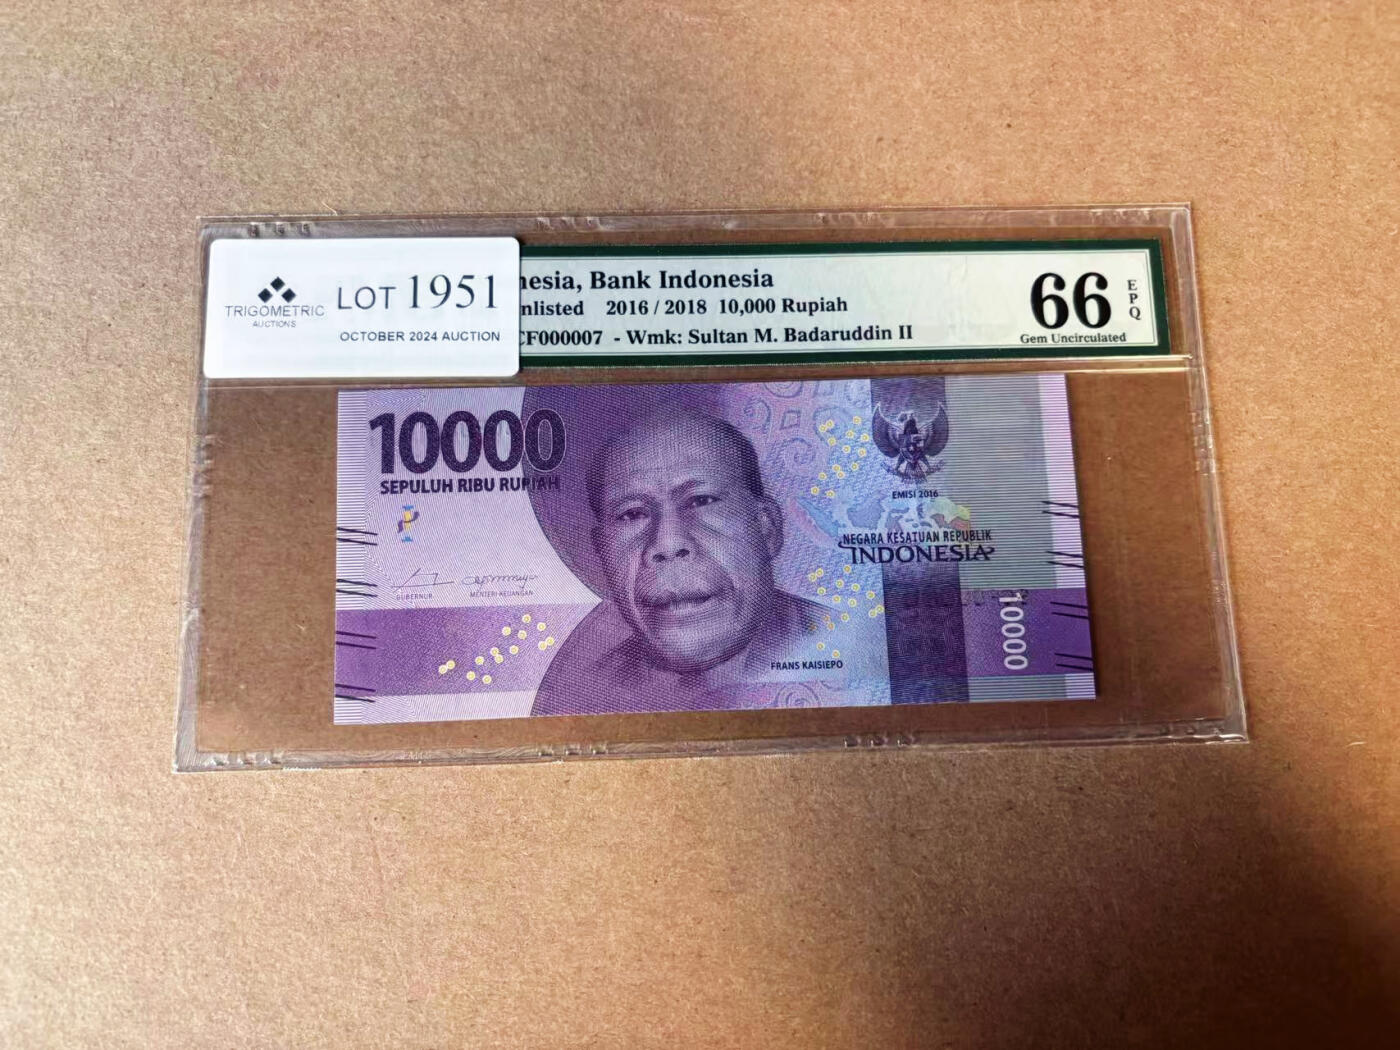 TRIGOMETRIC
AUCTIONS
LOT 1951
OCTOBER 2024 AUCTION
nesia, Bank Indonesia
nlisted 2016 / 2018 10,000 Rupiah
CF000007 - Wmk: Sultan M. Badaruddin II
66
EPQ
Gem Uncirculated
10000
SEPULUH RIBU RUPIAH
GUBERNUR
MENTERI KEUANGAN
FRANS KAISIEPO
EMISI 2016
NEGARA KESATUAN REPUBLIK
INDONESIA
10000